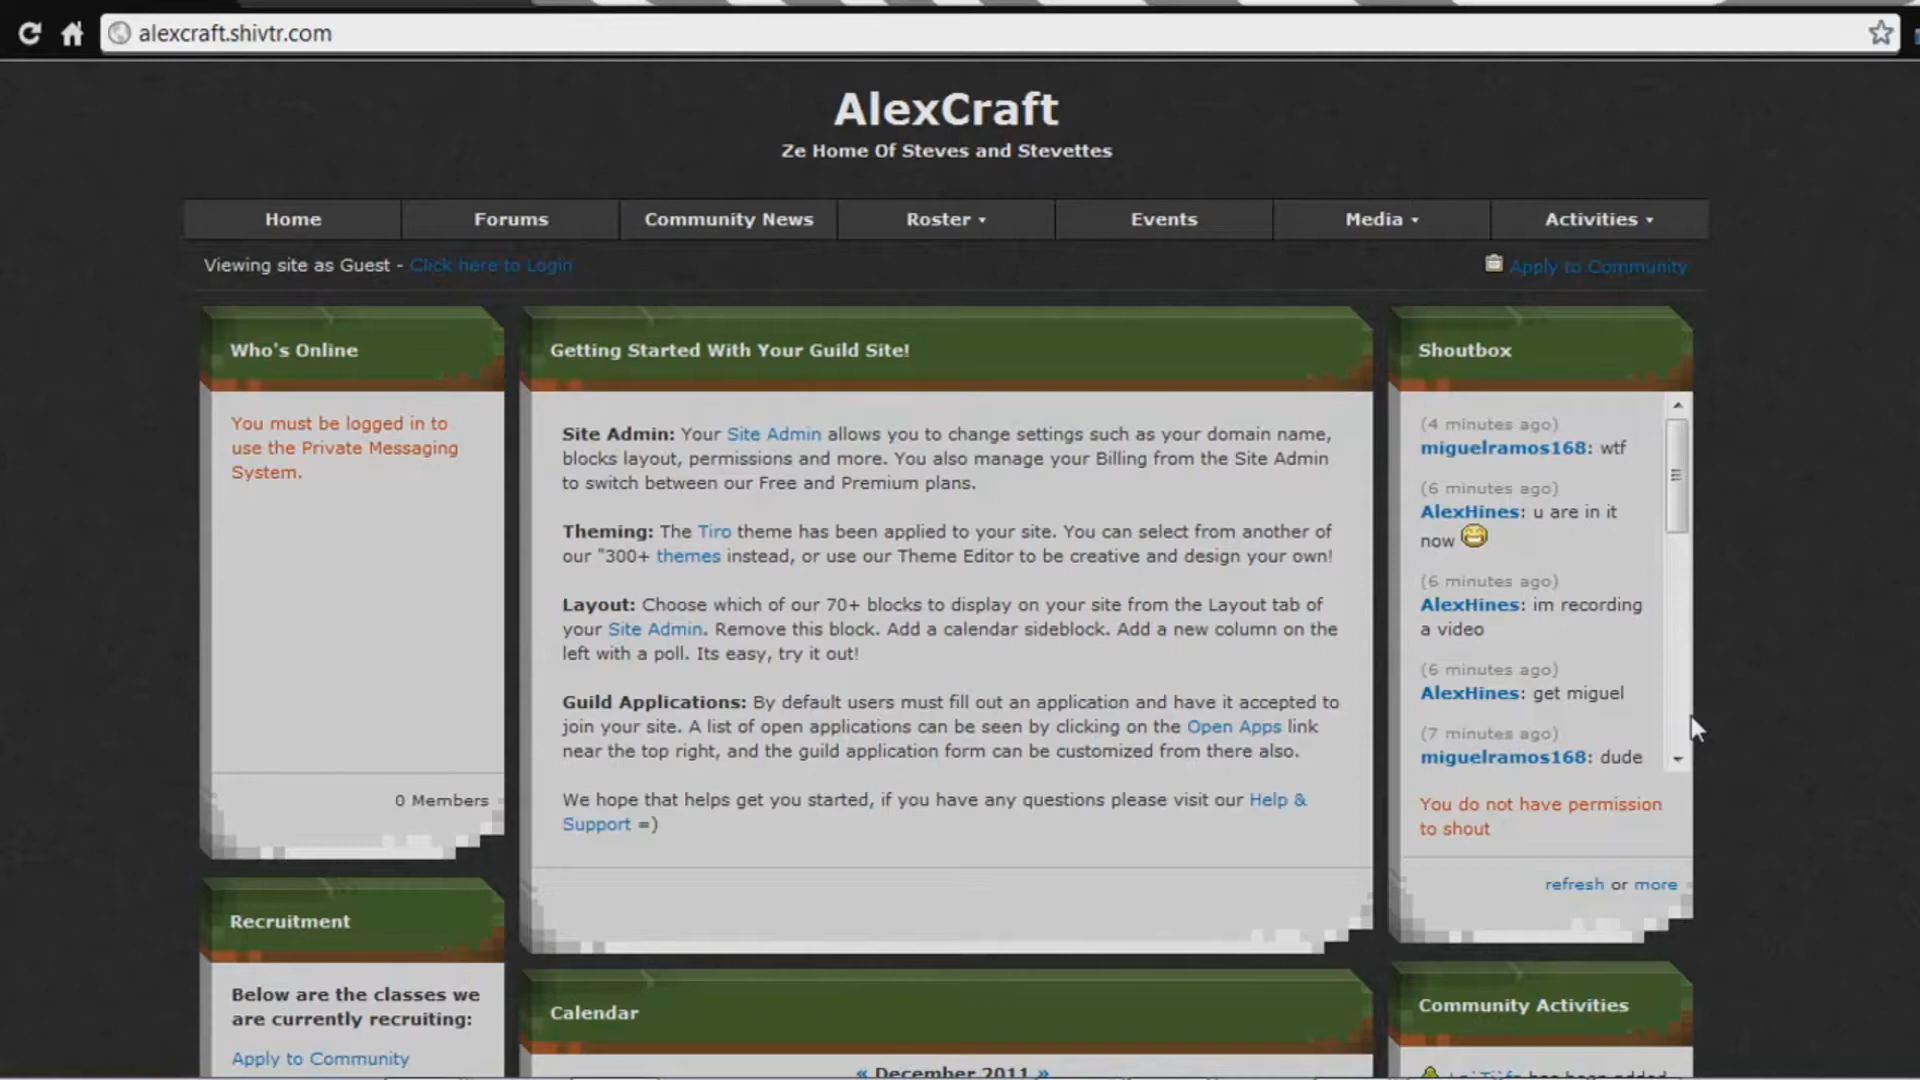 alexcraft.shivtr.com
AlexCraft
Ze Home Of Steves and Stevettes
Home
Forums
Community News
Roster
Events
Media
Activities
Viewing site as Guest - Click here to Login
Apply to Community
Who's Online
You must be logged in to
use the Private Messaging
System.
0 Members
Recruitment
Below are the classes we
are currently recruiting:
Apply to Community
Getting Started With Your Guild Site!
Site Admin: Your Site Admin allows you to change settings such as your domain name,
blocks layout, permissions and more. You also manage your Billing from the Site Admin
to switch between our Free and Premium plans.
Theming: The Tiro theme has been applied to your site. You can select from another of
our "300+ themes instead, or use our Theme Editor to be creative and design your own!
Layout: Choose which of our 70+ blocks to display on your site from the Layout tab of
your Site Admin. Remove this block. Add a calendar sideblock. Add a new column on the
left with a poll. Its easy, try it out!
Guild Applications: By default users must fill out an application and have it accepted to
join your site. A list of open applications can be seen by clicking on the Open Apps link
near the top right, and the guild application form can be customized from there also.
We hope that helps get you started, if you have any questions please visit our Help &
Support =)
Calendar
« December 2011 »
Shoutbox
(4 minutes ago)
miguelramos168: wtf
(6 minutes ago)
AlexHines: u are in it
now
(6 minutes ago)
AlexHines: im recording
a video
(6 minutes ago)
AlexHines: get miguel
(7 minutes ago)
miguelramos168: dude
You do not have permission
to shout
refresh or more
Community Activities
has been added